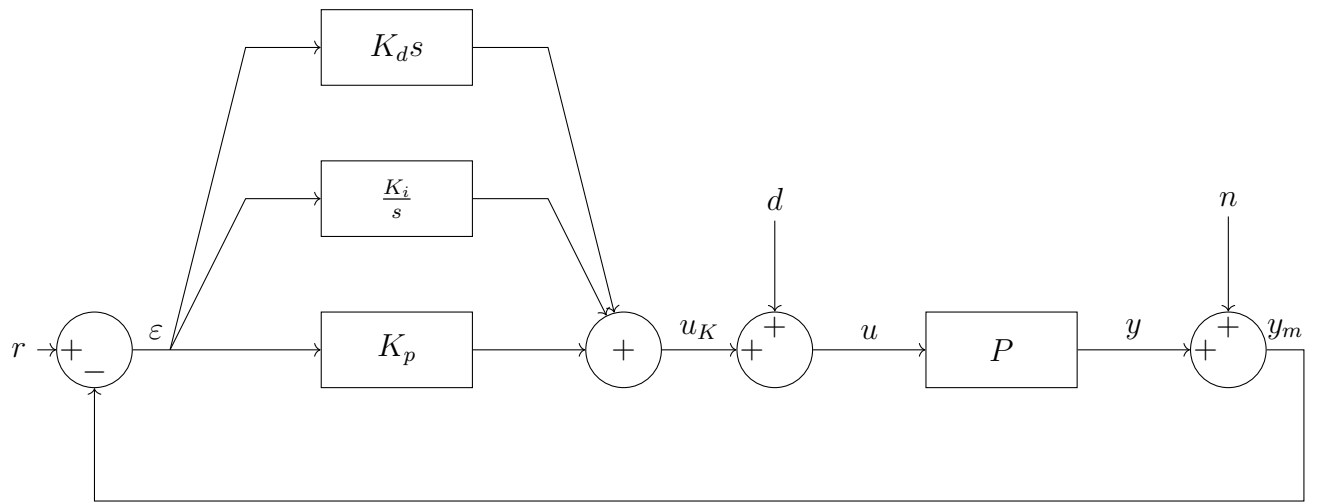 K_d s
K_i
s
d
n
r
+
−
ε
K_p
+
u_K
+
+
u
P
y
+
+
y_m